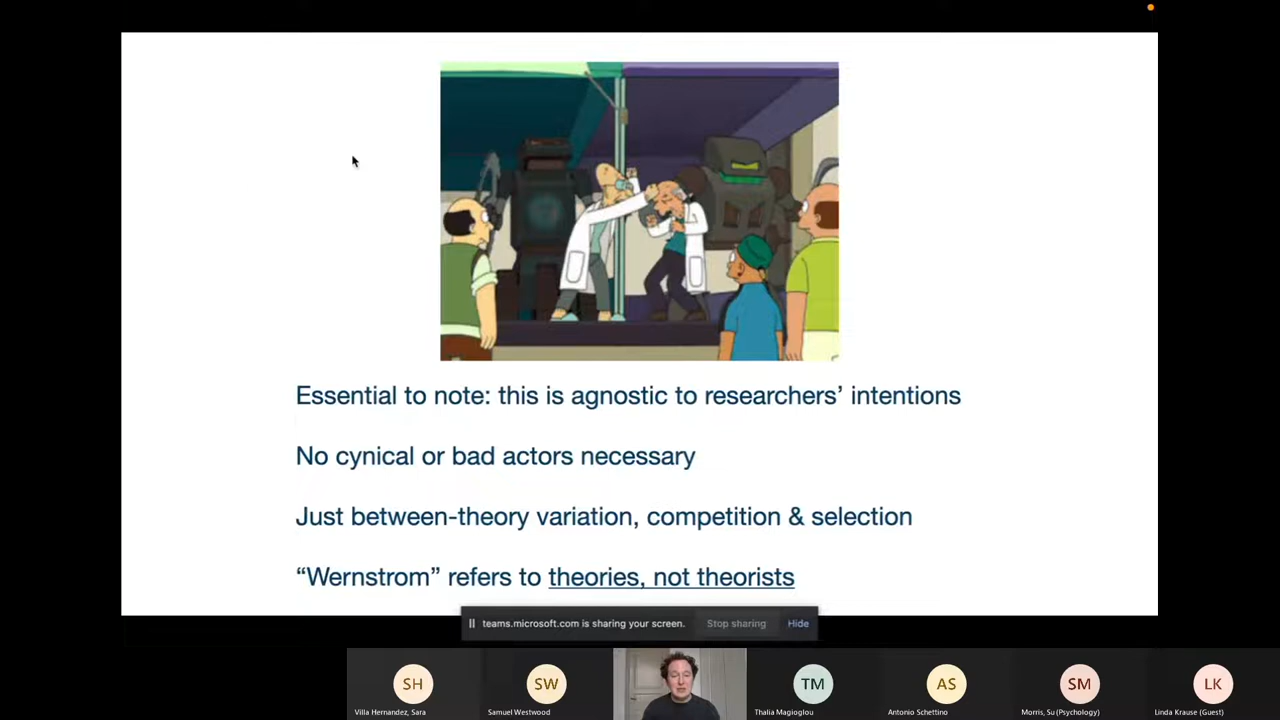 Essential to note: this is agnostic to researchers’ intentions
No cynical or bad actors necessary
Just between-theory variation, competition & selection
“Wernstrom” refers to theories, not theorists
teams.microsoft.com is sharing your screen. Stop sharing Hide
SH SW TM AS SM LK
Villa Hernandez, Sara Samuel Westwood Thalia Magioglou Antonio Schettino Morris, Su (Psychology) Linda Krause (Guest)